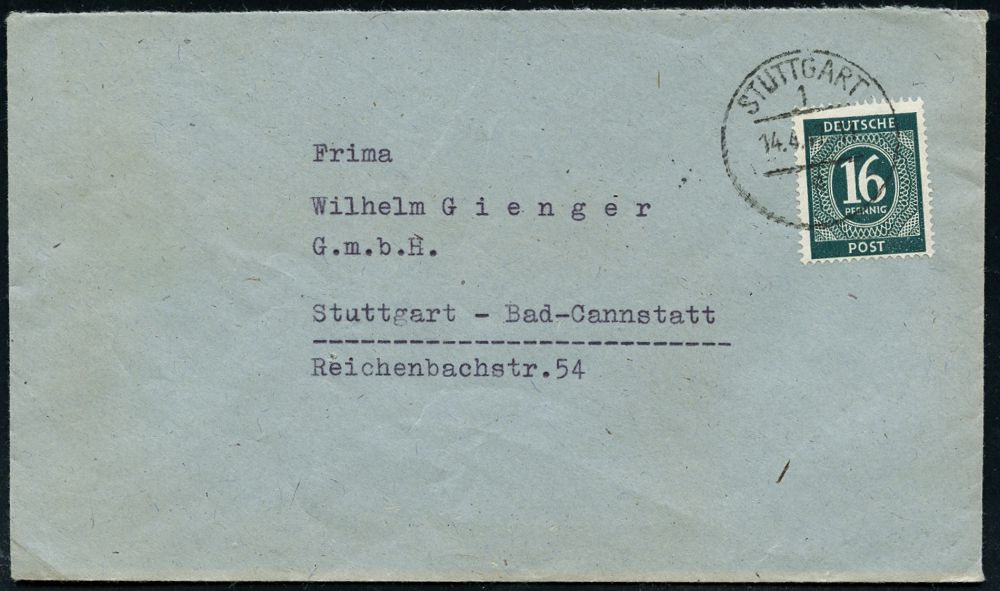 STUTTGART
1
14.4.
DEUTSCHE
16
PFENNIG
POST
Frima
Wilhelm G i e n g e r
G.m.b.H.
Stuttgart - Bad-Cannstatt
Reichenbachstr.54